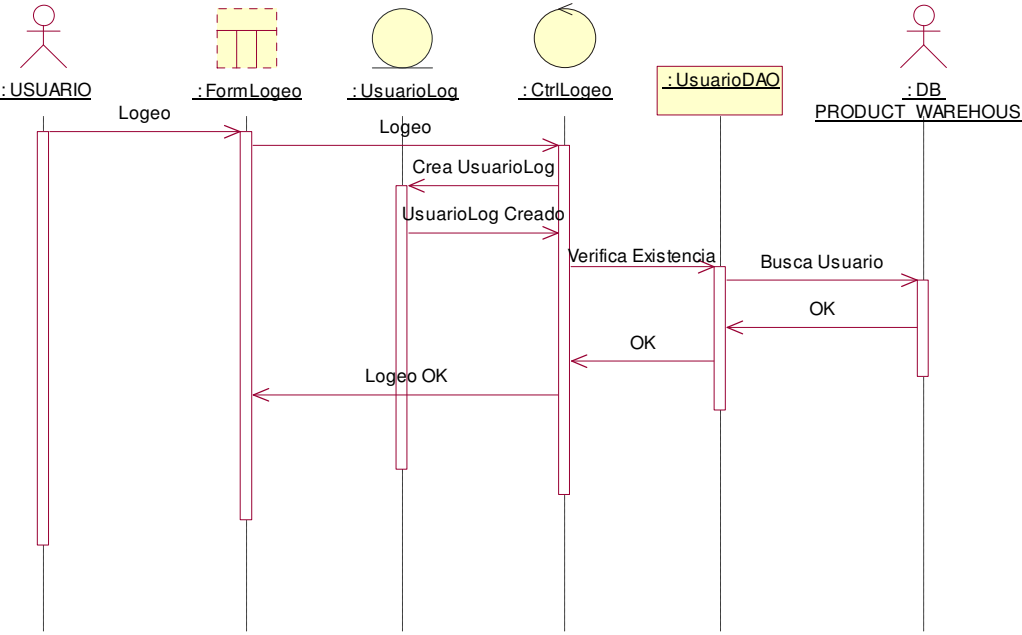 : USUARIO
: FormLogeo
: UsuarioLog
: CtrlLogeo
: UsuarioDAO
: DB
PRODUCT_WAREHOUS
Logeo
Logeo
Crea UsuarioLog
UsuarioLog Creado
Verifica Existencia
Busca Usuario
OK
OK
Logeo OK